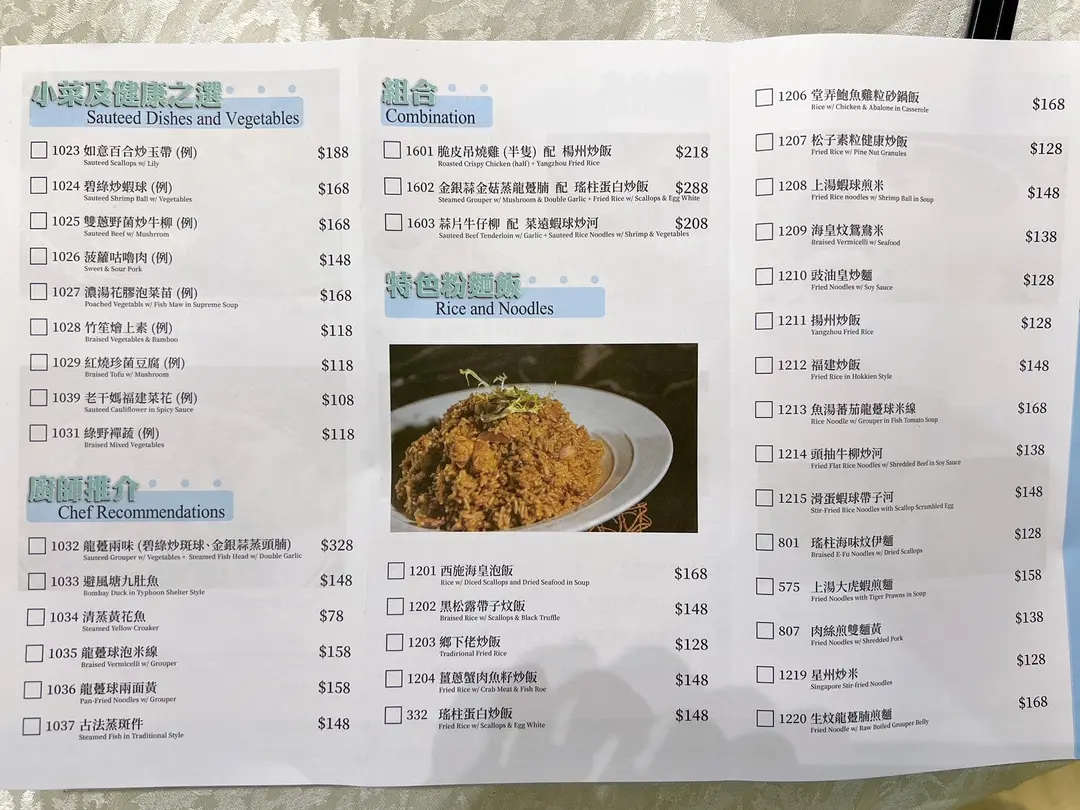 小菜及健康之選
Sauteed Dishes and Vegetables
1023 如意百合炒玉帶 (例) $188
Sauteed Scallops w/ Lily
1024 碧綠炒蝦球 (例) $168
Sauteed Shrimp Ball w/ Vegetables
1025 雙蔥野菌炒牛柳 (例) $168
Sauteed Beef w/ Mushrrom
1026 菠蘿咕嚕肉 (例) $148
Sweet & Sour Pork
1027 濃湯花膠泡菜苗 (例) $168
Poached Vegetabls w/ Fish Maw in Supreme Soup
1028 竹笙燴上素 (例) $118
Braised Vegetables & Bamboo
1029 紅燒珍菌豆腐 (例) $118
Braised Tofu w/ Mushroom
1039 老干媽福建菜花 (例) $108
Sauteed Cauliflower in Spicy Sauce
1031 綠野襌蔬 (例) $118
Braised Mixed Vegetables
廚師推介
Chef Recommendations
1032 龍躉兩味 (碧綠炒斑球、金銀蒜蒸頭腩) $328
Sauteed Grouper w/ Vegetables + Steamed Fish Head w/ Double Garlic
1033 避風塘九肚魚 $148
Bombay Duck in Typhoon Shelter Style
1034 清蒸黃花魚 $78
Steamed Yellow Croaker
1035 龍躉球泡米線 $158
Braised Vermicelli w/ Grouper
1036 龍躉球兩面黃 $158
Pan-Fried Noodles w/ Grouper
1037 古法蒸斑件 $148
Steamed Fish in Traditional Style
組合
Combination
1601 脆皮吊燒雞 (半隻) 配 楊州炒飯 $218
Roasted Crispy Chicken (half) + Yangzhou Fried Rice
1602 金銀蒜金菇蒸龍躉腩 配 瑤柱蛋白炒飯 $288
Steamed Grouper w/ Mushroom & Double Garlic + Fried Rice w/ Scallops & Egg White
1603 蒜片牛仔柳 配 菜遠蝦球炒河 $208
Sauteed Beef Tenderloin w/ Garlic + Sauteed Rice Noodles w/ Shrimp & Vegetables
特色粉麵飯
Rice and Noodles
1201 西施海皇泡飯 $168
Rice w/ Diced Scallops and Dried Seafood in Soup
1202 黑松露帶子炆飯 $148
Braised Rice w/ Scallops & Black Truffle
1203 鄉下佬炒飯 $128
Tradirional Fried Rice
1204 薑蔥蟹肉魚籽炒飯 $148
Fried Rice w/ Crab Meat & Fish Roe
332 瑤柱蛋白炒飯 $148
Fried Rice w/ Scallops & Egg White
1206 堂弄鮑魚雞粒砂鍋飯 $168
Rice w/ Chicken & Abalone in Casserole
1207 松子素粒健康炒飯 $128
Fried Rice w/ Pine Nut Granules
1208 上湯蝦球煎米 $148
Fried Rice noodles w/ Shrimp Ball in Soup
1209 海皇炆鴛鴦米 $138
Braised Vermicelli w/ Seafood
1210 豉油皇炒麵 $128
Fried Noodles w/ Soy Sauce
1211 揚州炒飯 $128
Yangzhou Fried Rice
1212 福建炒飯 $148
Fried Rice in Hokkien Style
1213 魚湯蕃茄龍躉球米線 $168
Rice Noodle w/ Grouper in Fish Tomato Soup
1214 頭抽牛柳炒河 $138
Fried Flat Rice Noodles w/ Shredded Beef in Soy Sauce
1215 滑蛋蝦球帶子河 $148
Stir-Fried Rice Noodles with Scallop Scrambled Egg
801 瑤柱海味炆伊麵 $128
Braised E-Fu Noodles w/ Dried Scallops
575 上湯大虎蝦煎麵 $158
Fried Noodles with Tiger Prawns in Soup
807 肉絲煎雙麵黃 $138
Fried Noodles w/ Shredded Pork
1219 星州炒米 $128
Singapore Stir-fried Noodles
1220 生炆龍躉腩煎麵 $168
Fried Noodle w/ Raw Boiled Grouper Belly